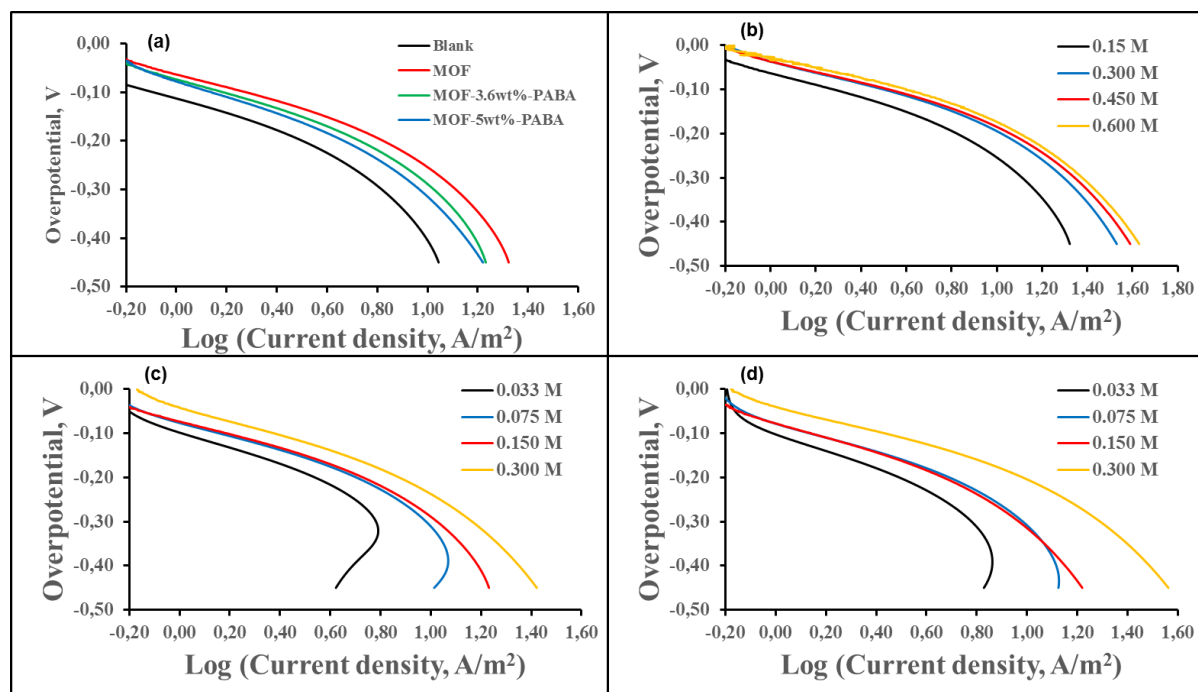 (a)
Blank
MOF
MOF-3.6wt%-PABA
MOF-5wt%-PABA
0,00
-0,10
-0,20
-0,30
-0,40
-0,50
Overpotential, V
-0,20 0,00 0,20 0,40 0,60 0,80 1,00 1,20 1,40 1,60
Log (Current density, A/m²)
(b)
0.15 M
0.300 M
0.450 M
0.600 M
0,00
-0,10
-0,20
-0,30
-0,40
-0,50
Overpotential, V
-0,20 0,00 0,20 0,40 0,60 0,80 1,00 1,20 1,40 1,60 1,80
Log (Current density, A/m²)
(c)
0.033 M
0.075 M
0.150 M
0.300 M
0,00
-0,10
-0,20
-0,30
-0,40
-0,50
Overpotential, V
-0,20 0,00 0,20 0,40 0,60 0,80 1,00 1,20 1,40 1,60
Log (Current density, A/m²)
(d)
0.033 M
0.075 M
0.150 M
0.300 M
0,00
-0,10
-0,20
-0,30
-0,40
-0,50
Overpotential, V
-0,20 0,00 0,20 0,40 0,60 0,80 1,00 1,20 1,40 1,60
Log (Current density, A/m²)